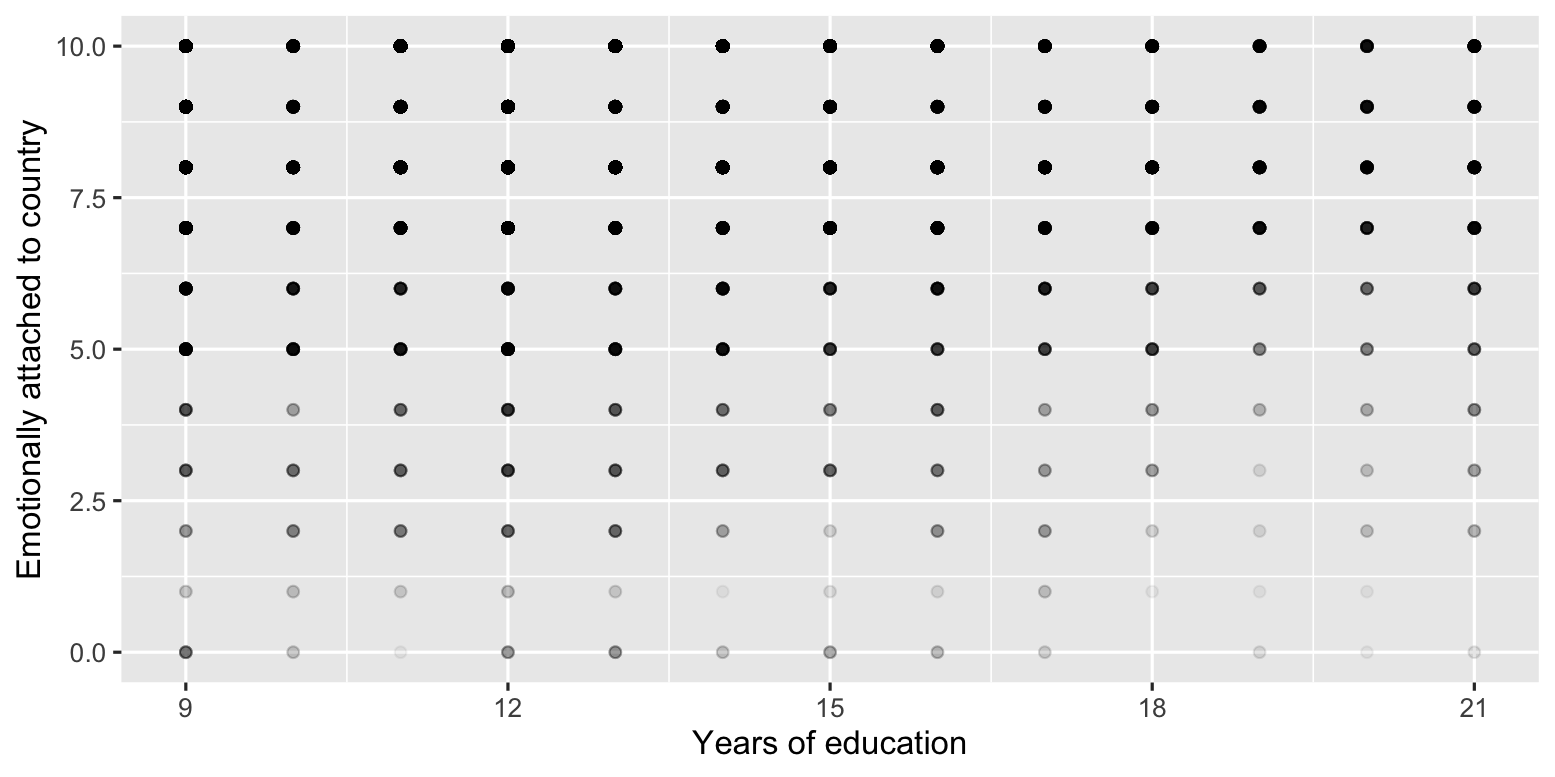 Emotionally attached to country
10.0
7.5
5.0
2.5
0.0
9 12 15 18 21
Years of education